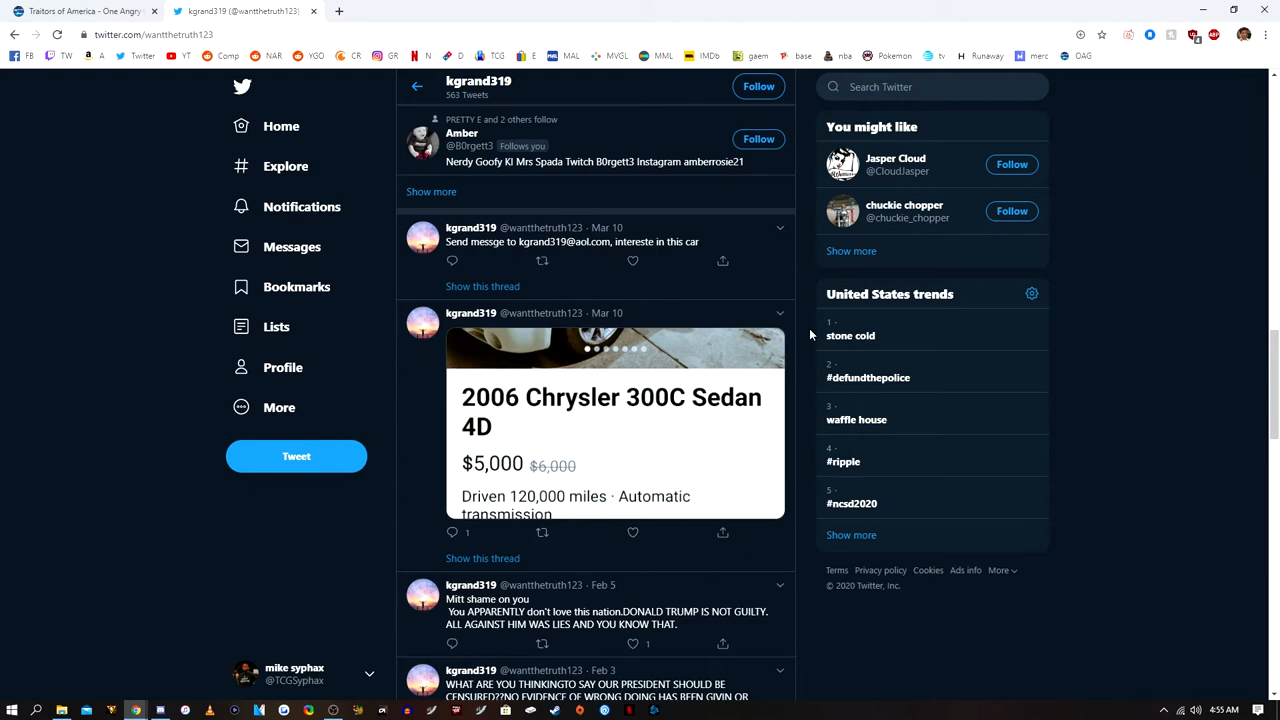 Traitors of America - One Angry
kgrand319 (@wantthetruth123)
twitter.com/wantthetruth123
FB
TW
A
Twitter
YT
Comp
NAR
YGO
CR
GR
N
D
TCG
E
MAL
MVGL
MML
IMDb
gaem
base
nba
Pokemon
tv
Runaway
merc
OAG
kgrand319
563 Tweets
Follow
Search Twitter
Home
Explore
Notifications
Messages
Bookmarks
Lists
Profile
More
Tweet
mike syphax
@TCGSyphax
PRETTY E and 2 others follow
Amber
@B0rgett3 Follows you
Follow
Nerdy Goofy KI Mrs Spada Twitch B0rgett3 Instagram amberrosie21
Show more
kgrand319 @wantthetruth123 · Mar 10
Send messge to kgrand319@aol.com, intereste in this car
Show this thread
kgrand319 @wantthetruth123 · Mar 10
2006 Chrysler 300C Sedan
4D
$5,000 $6,000
Driven 120,000 miles · Automatic
transmission
1
Show this thread
kgrand319 @wantthetruth123 · Feb 5
Mitt shame on you
You APPARENTLY don't love this nation.DONALD TRUMP IS NOT GUILTY.
ALL AGAINST HIM WAS LIES AND YOU KNOW THAT.
1
kgrand319 @wantthetruth123 · Feb 3
WHAT ARE YOU THINKINGTO SAY OUR PRESIDENT SHOULD BE
CENSURED??NO EVIDENCE OF WRONG DOING HAS BEEN GIVIN OR
You might like
Jasper Cloud
@CloudJasper
Follow
chuckie chopper
@chuckie_chopper
Follow
Show more
United States trends
1 ·
stone cold
2 ·
#defundthepolice
3 ·
waffle house
4 ·
#ripple
5 ·
#ncsd2020
Show more
Terms Privacy policy Cookies Ads info More
© 2020 Twitter, Inc.
4:55 AM